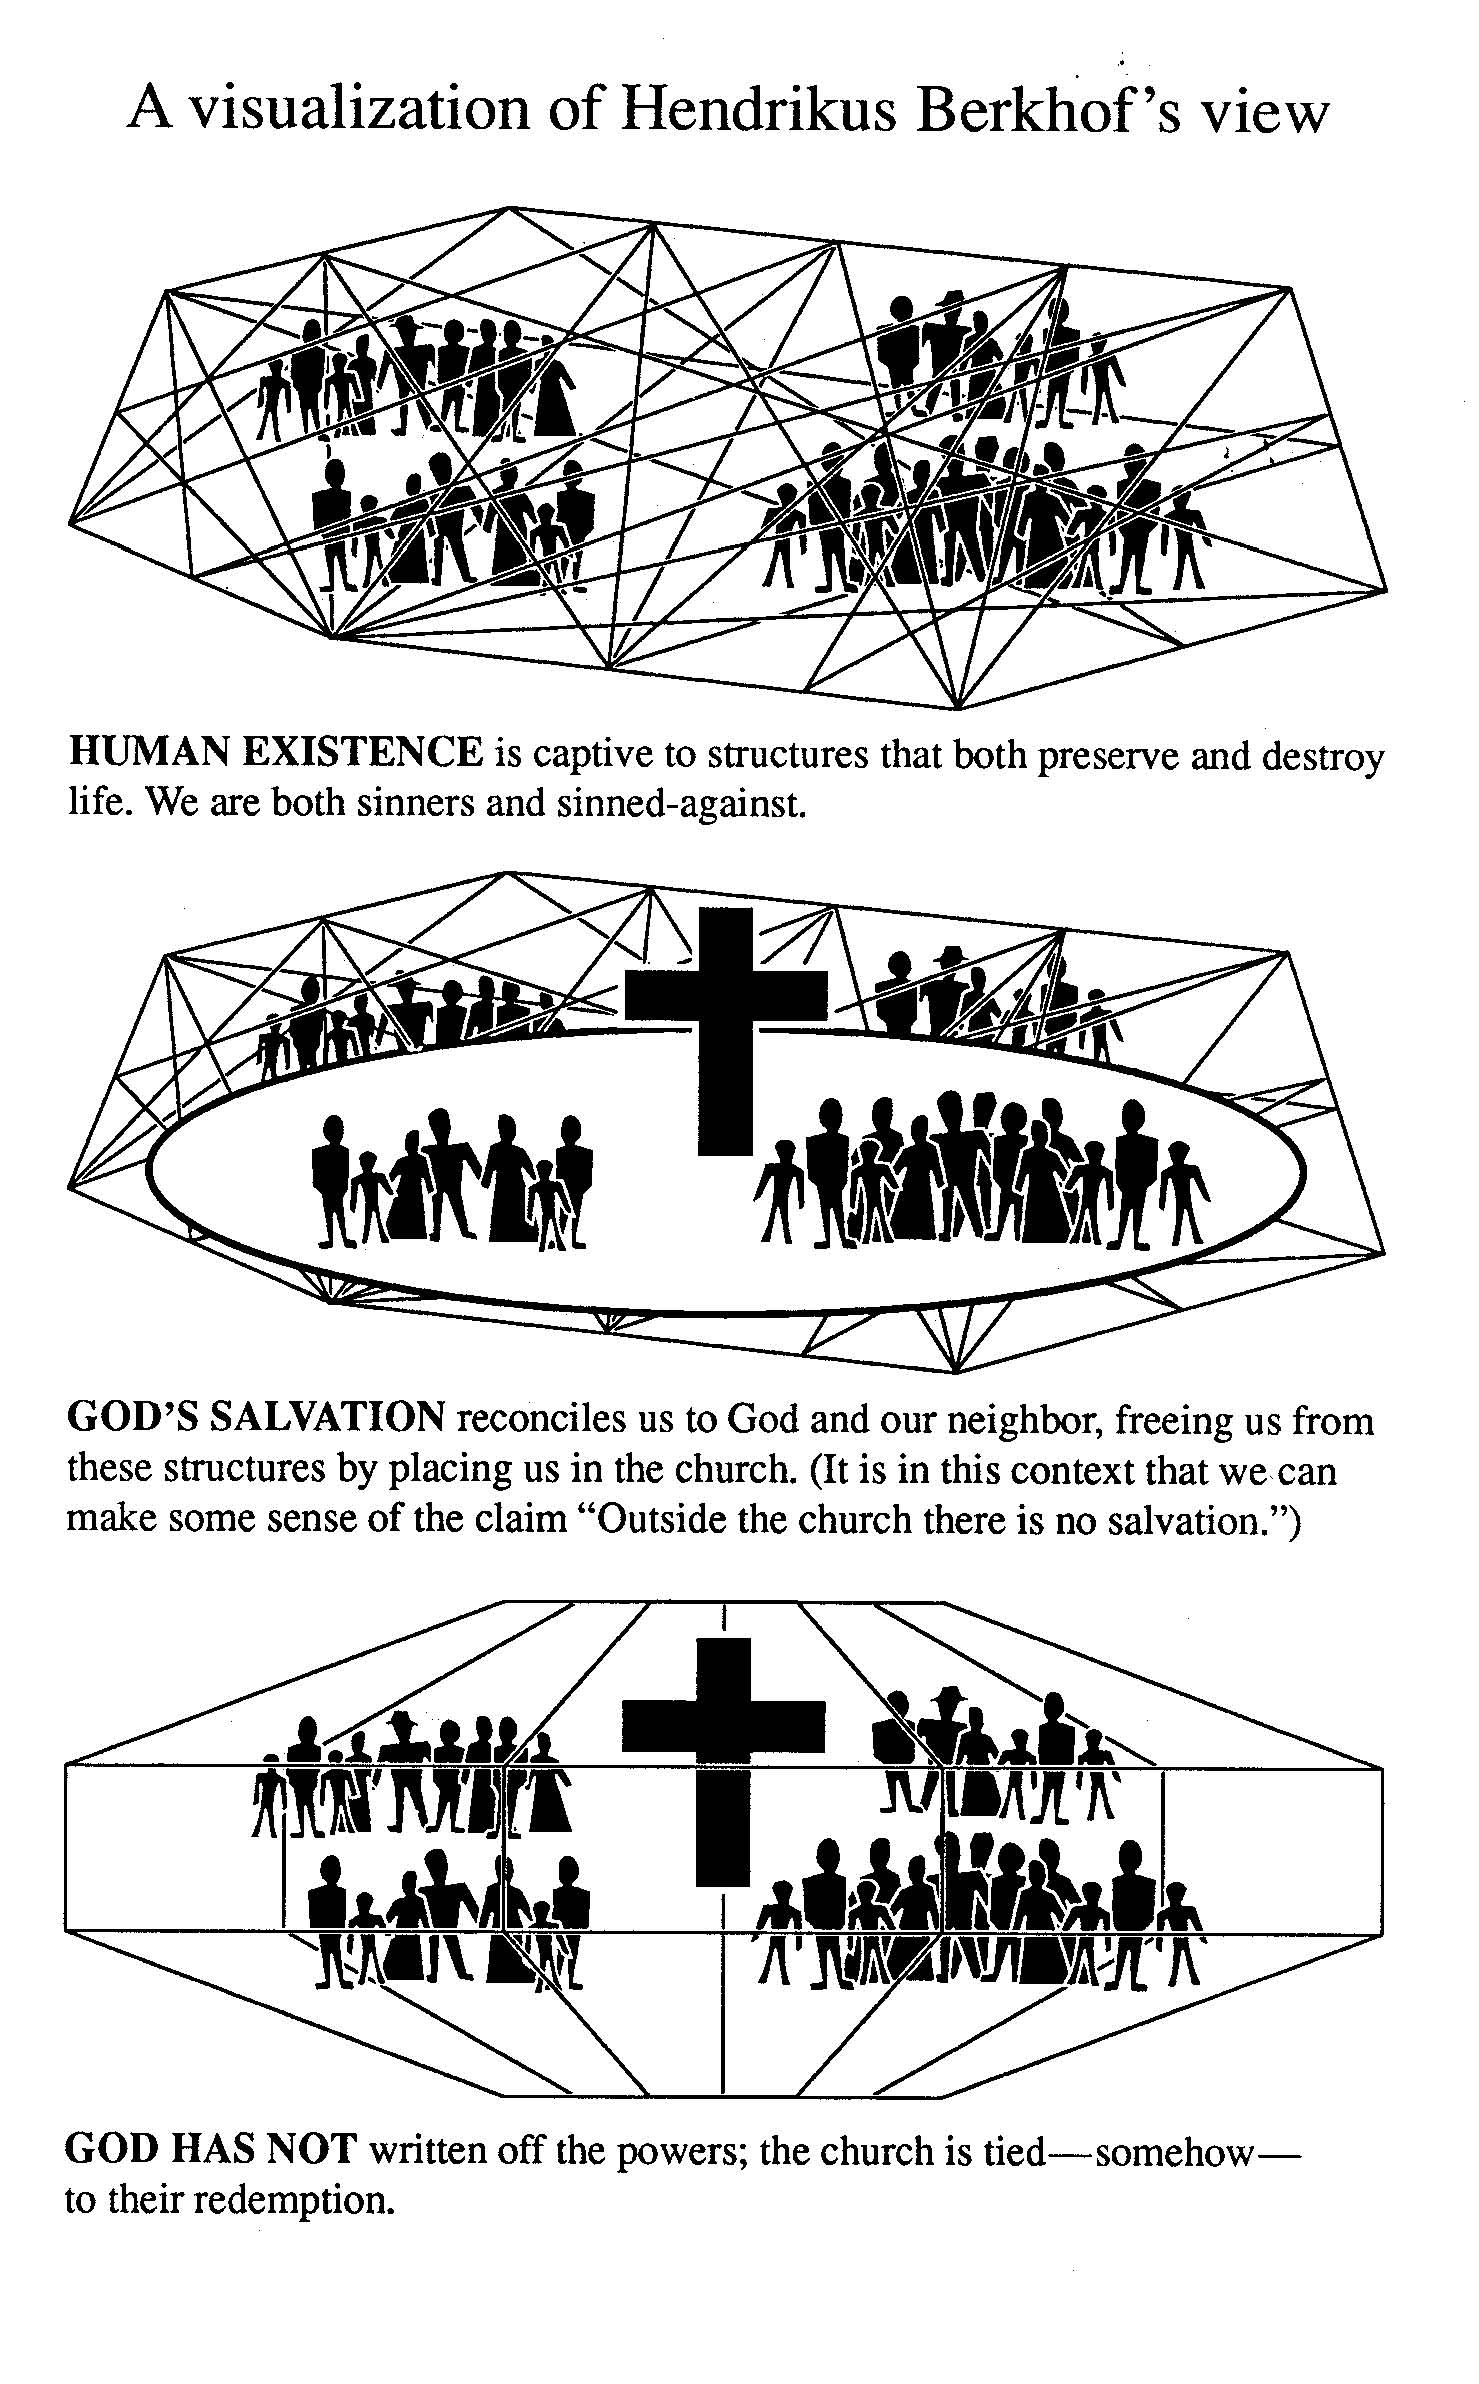 A visualization of Hendrikus Berkhof's view
HUMAN EXISTENCE is captive to structures that both preserve and destroy
life. We are both sinners and sinned-against.
GOD'S SALVATION reconciles us to God and our neighbor, freeing us from
these structures by placing us in the church. (It is in this context that we can
make some sense of the claim “Outside the church there is no salvation.”)
GOD HAS NOT written off the powers; the church is tied—somehow—
to their redemption.